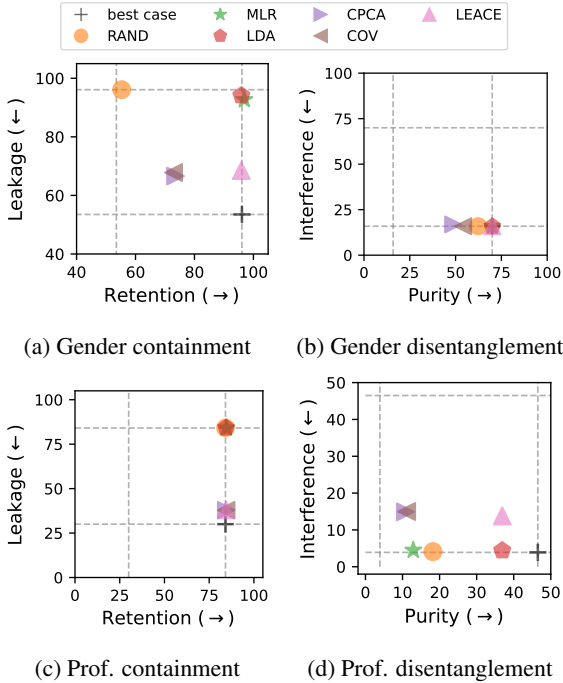 best case MLR CPCA LEACE
RAND LDA COV
100
80
60
40
40 60 80 100
Leakage (←)
Retention (→)
100
75
50
25
0
0 25 50 75 100
Interference (←)
Purity (→)
(a) Gender containment (b) Gender disentanglement
100
75
50
25
0
0 25 50 75 100
Leakage (←)
Retention (→)
50
40
30
20
10
0
0 10 20 30 40 50
Interference (←)
Purity (→)
(c) Prof. containment (d) Prof. disentanglement